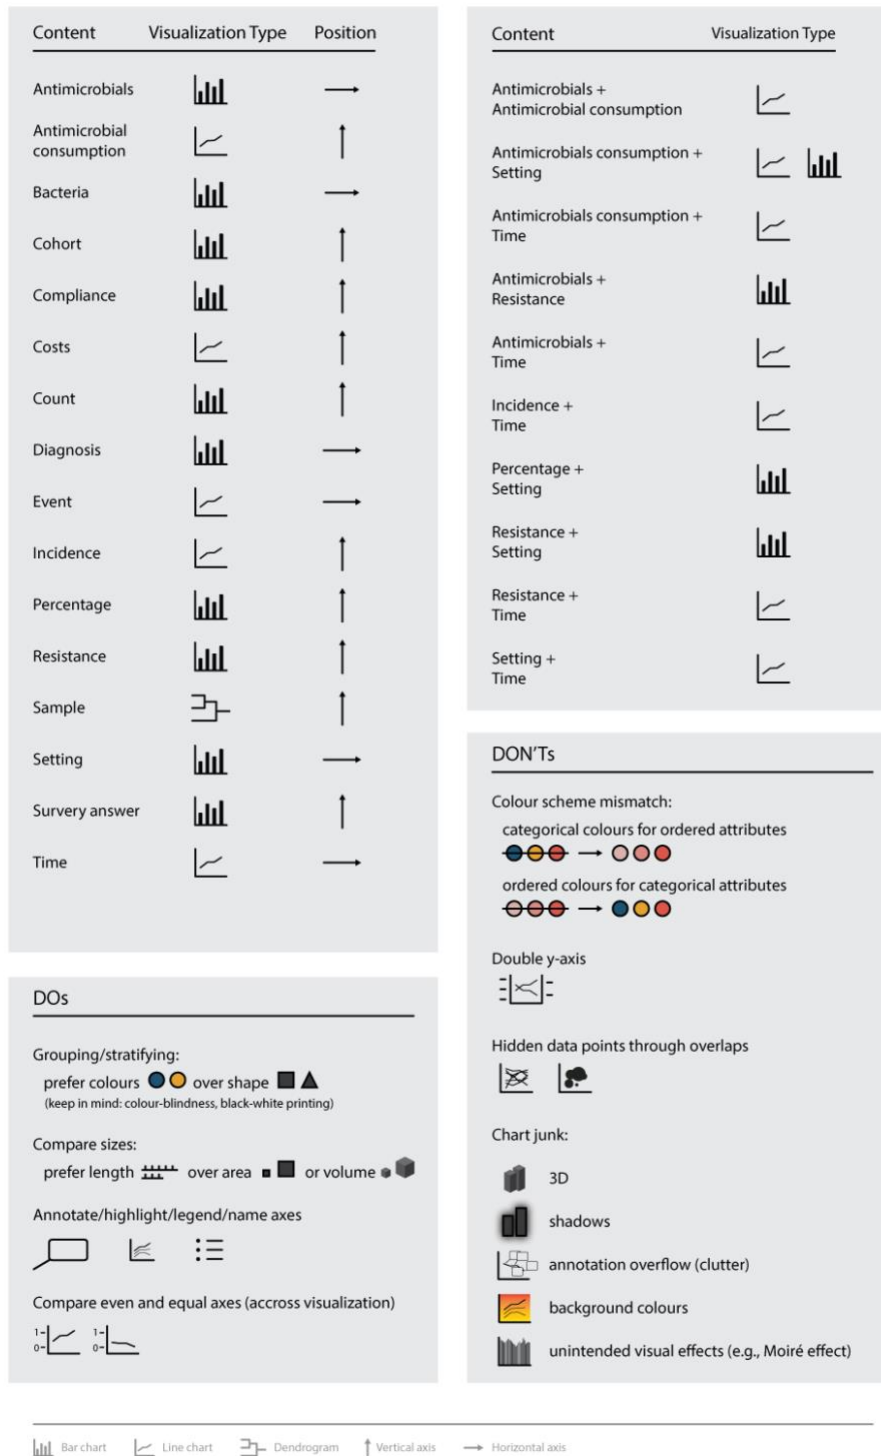 Content Visualization Type Position
Antimicrobials
Antimicrobial
consumption
Bacteria
Cohort
Compliance
Costs
Count
Diagnosis
Event
Incidence
Percentage
Resistance
Sample
Setting
Survery answer
Time
DOs
Grouping/stratifying:
prefer colours over shape
(keep in mind: colour-blindness, black-white printing)
Compare sizes:
prefer length over area or volume
Annotate/highlight/legend/name axes
Compare even and equal axes (accross visualization)
1- 1-
0- 0-
Content Visualization Type
Antimicrobials +
Antimicrobial consumption
Antimicrobials consumption +
Setting
Antimicrobials consumption +
Time
Antimicrobials +
Resistance
Antimicrobials +
Time
Incidence +
Time
Percentage +
Setting
Resistance +
Setting
Resistance +
Time
Setting +
Time
DON'Ts
Colour scheme mismatch:
categorical colours for ordered attributes
ordered colours for categorical attributes
Double y-axis
Hidden data points through overlaps
Chart junk:
3D
shadows
annotation overflow (clutter)
background colours
unintended visual effects (e.g., Moiré effect)
Bar chart Line chart Dendrogram Vertical axis Horizontal axis